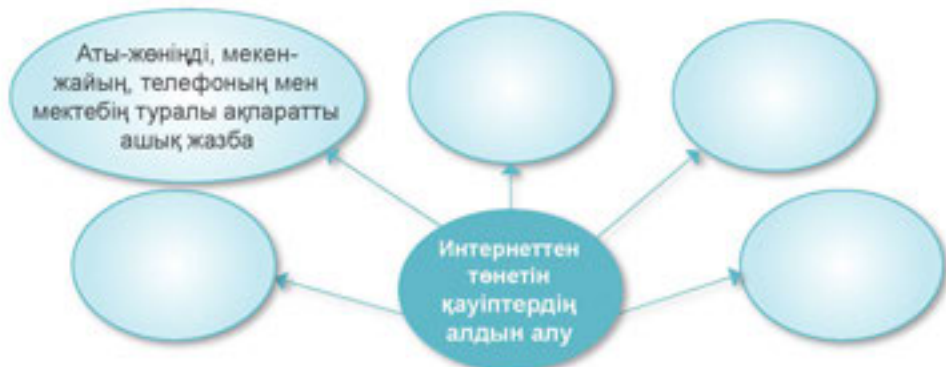 Аты-жөніңді, мекен-
жайың, телефоның мен
мектебің туралы ақпаратты
ашық жазба
Интернеттен
төнетін
қауіптердің
алдын алу